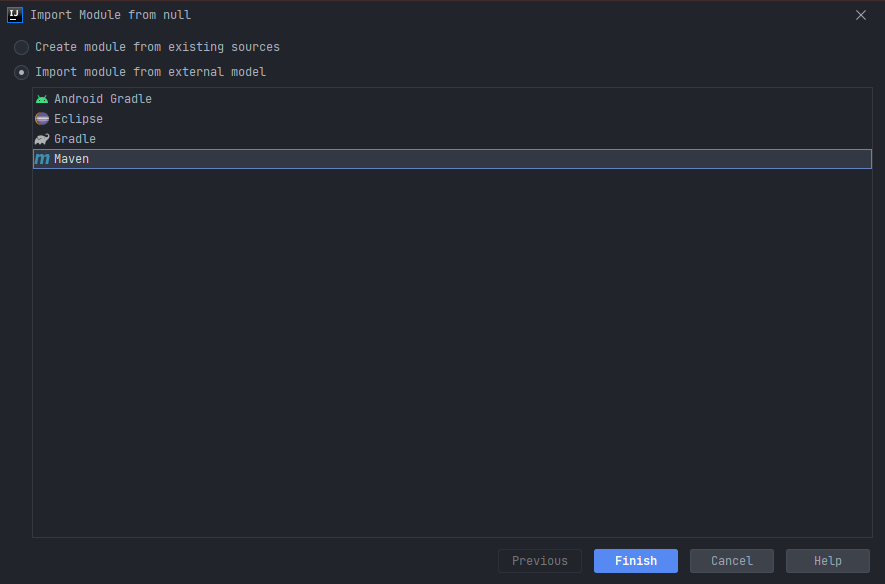 IJ
Import Module from null
Create module from existing sources
Import module from external model
Android Gradle
Eclipse
Gradle
m Maven
Previous Finish Cancel Help